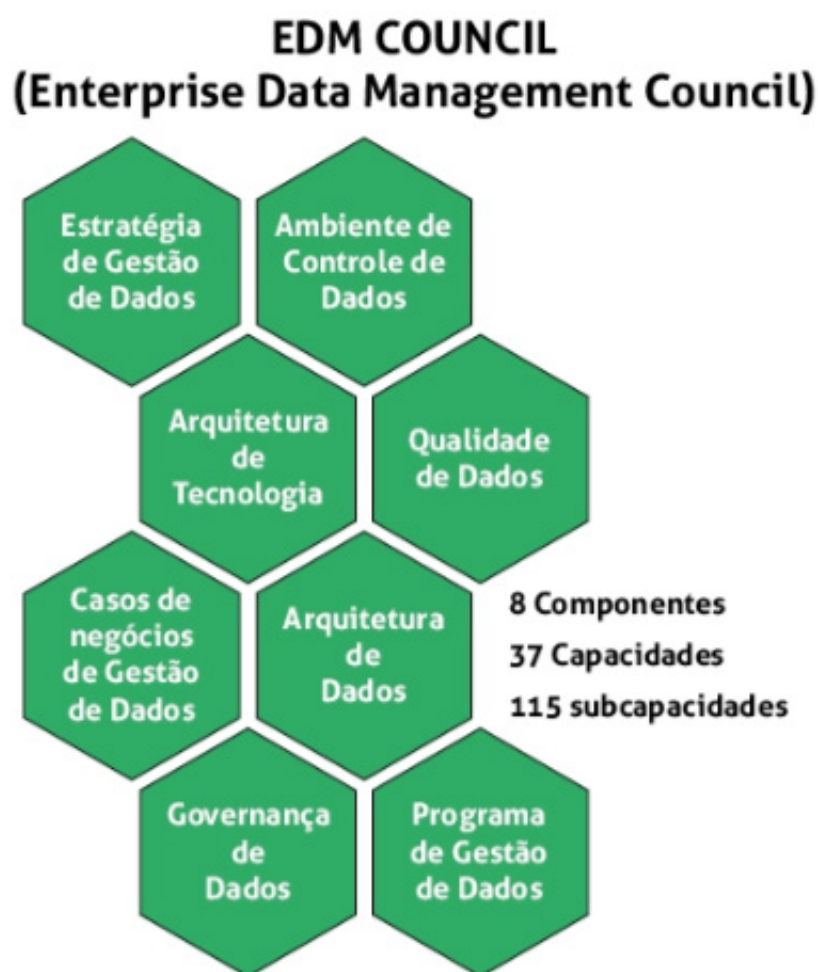 EDM COUNCIL
(Enterprise Data Management Council)
Estratégia
de Gestão
de Dados
Ambiente de
Controle de
Dados
Arquitetura
de
Tecnologia
Qualidade
de Dados
Casos de
negócios
de Gestão
de Dados
Arquitetura
de
Dados
8 Componentes
37 Capacidades
115 subcapacidades
Governança
de
Dados
Programa
de Gestão
de Dados